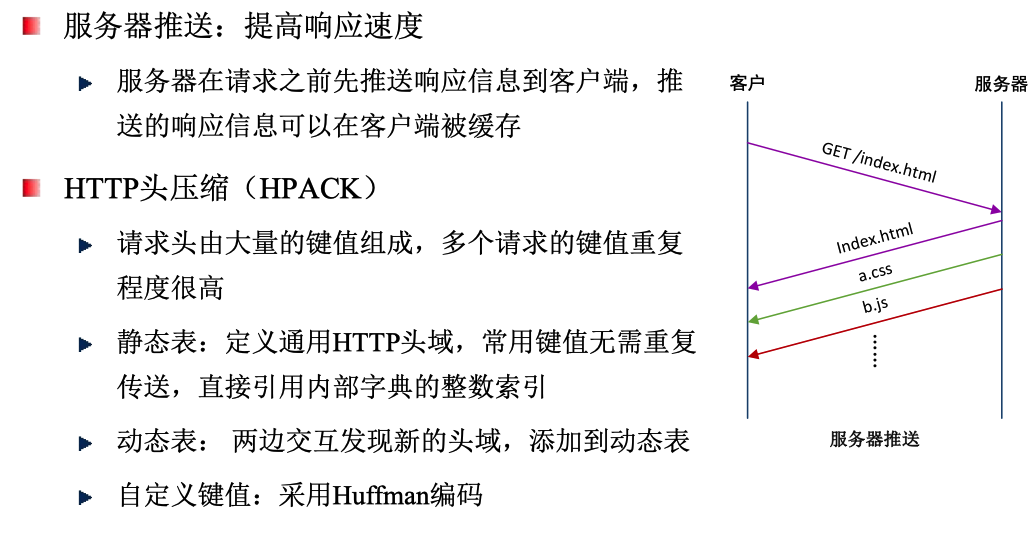 服务器推送：提高响应速度
服务器在请求之前先推送响应信息到客户端，推
送的响应信息可以在客户端被缓存
HTTP头压缩（HPACK）
请求头由大量的键值组成，多个请求的键值重复
程度很高
静态表：定义通用HTTP头域，常用键值无需重复
传送，直接引用内部字典的整数索引
动态表： 两边交互发现新的头域，添加到动态表
自定义键值：采用Huffman编码
客户
服务器
GET /index.html
Index.html
a.css
b.js
服务器推送